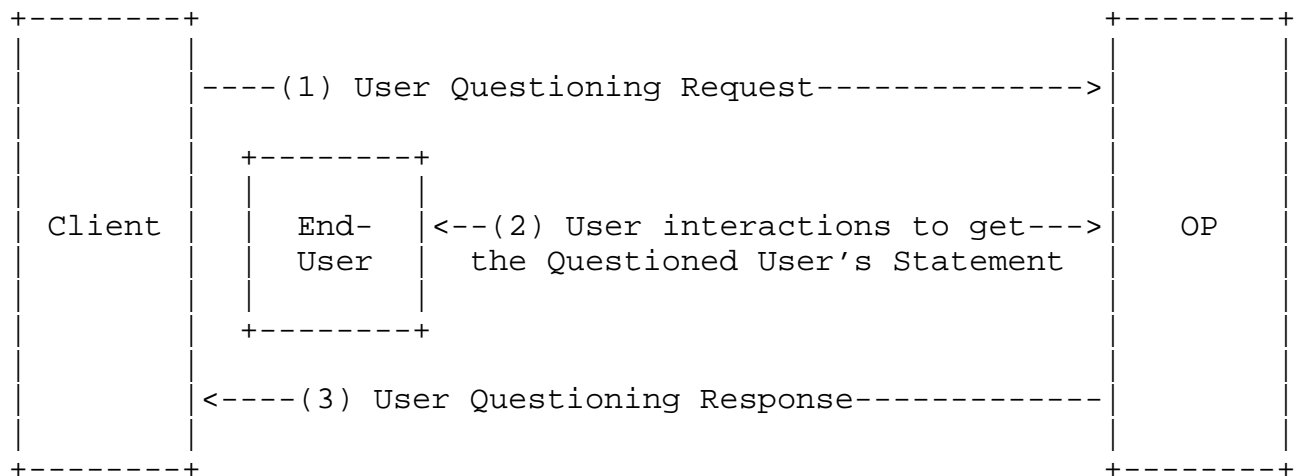 ----(1) User Questioning Request-------------->
Client
End-
User
<--(2) User interactions to get--->
the Questioned User's Statement
OP
<----(3) User Questioning Response-------------